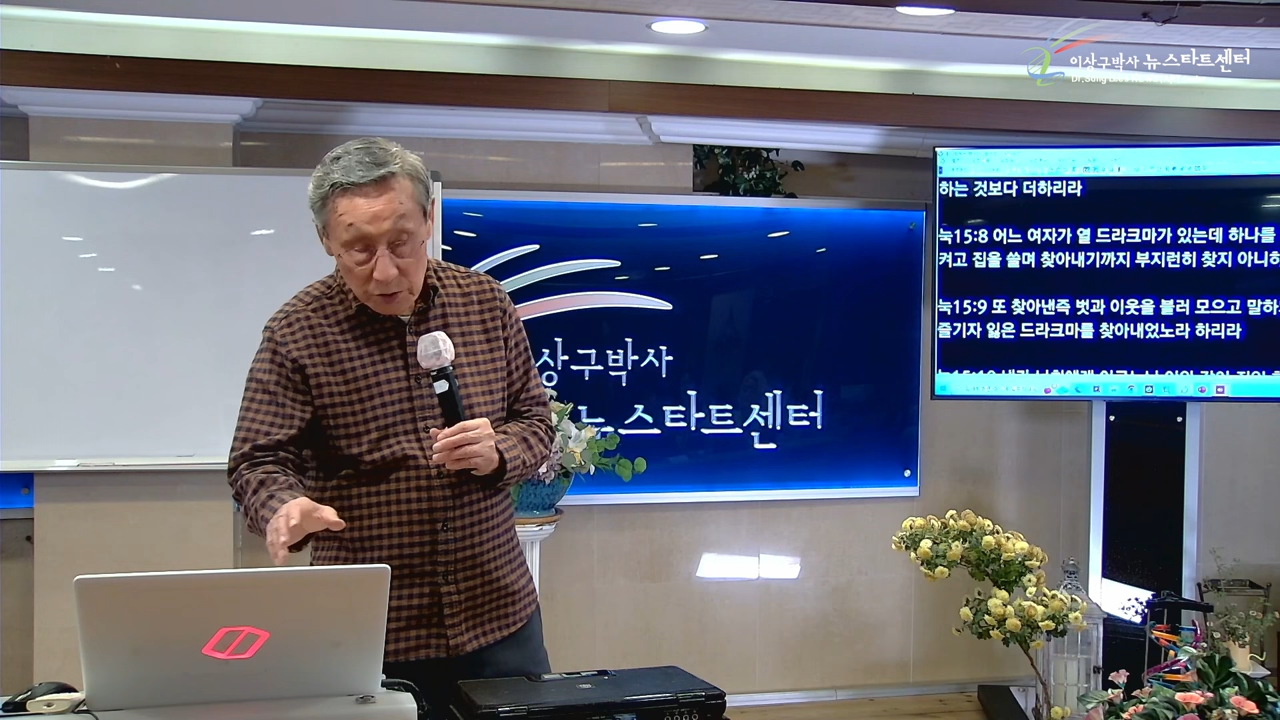 이상구박사 뉴스타트센터
하는 것보다 더하리라
눅15:8 어느 여자가 열 드라크마가 있는데 하나를
켜고 집을 쓸며 찾아내기까지 부지런히 찾지 아니하
눅15:9 또 찾아낸즉 벗과 이웃을 불러 모으고 말하
즐기자 잃은 드라크마를 찾아내었노라 하리라
상구박사
뉴스타트센터